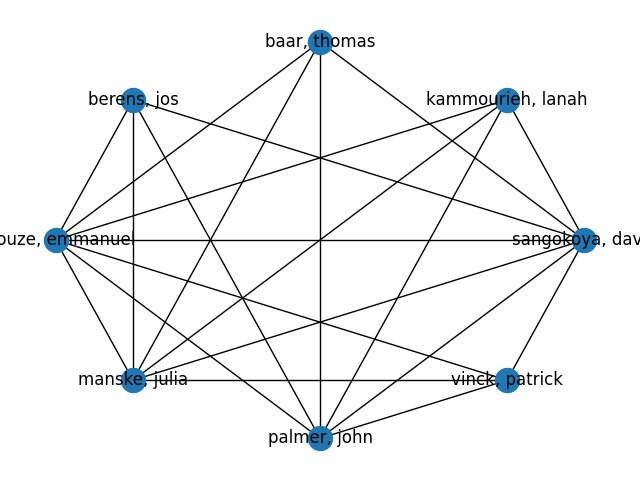 baar, thomas
berens, jos
kammourieh, lanah
ouze, emmanuel
sangokoya, dav
manske, julia
vinck, patrick
palmer, john